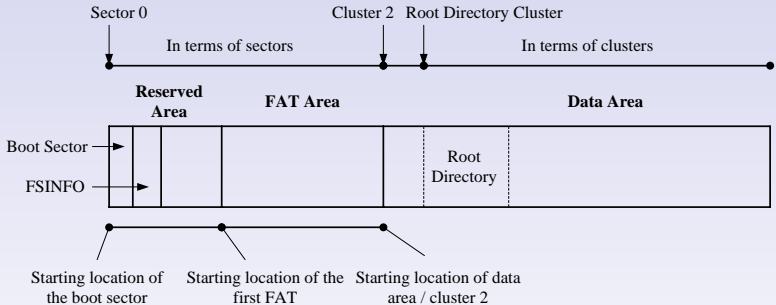 Sector 0
Cluster 2
Root Directory Cluster
In terms of sectors
In terms of clusters
Reserved
Area
FAT Area
Data Area
Boot Sector
FSINFO
Root
Directory
Starting location of
the boot sector
Starting location of the
first FAT
Starting location of data
area / cluster 2